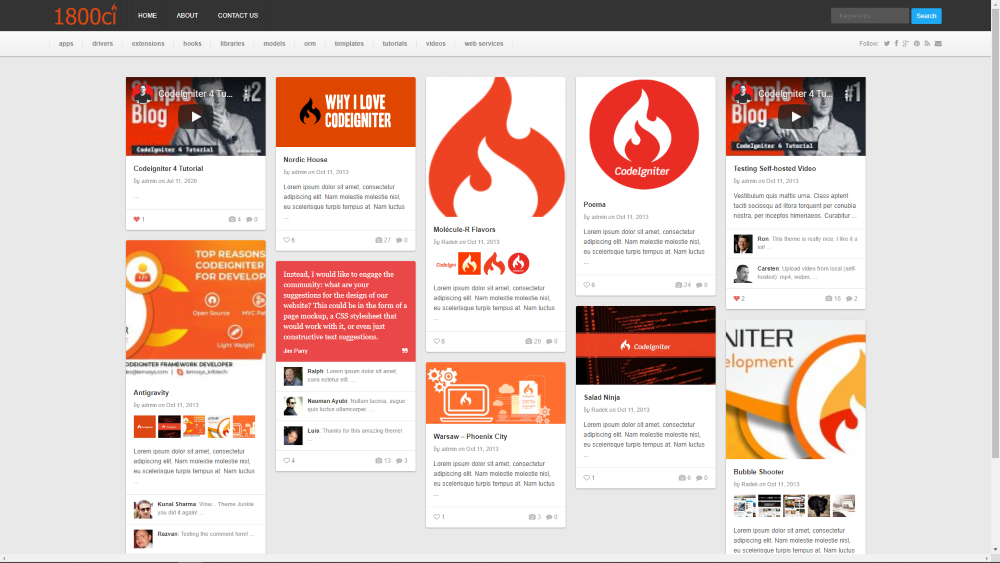 1800ci
HOME ABOUT CONTACT US
Keywords Search
apps drivers extensions hooks libraries models orm templates tutorials videos web services
Follow:
CodeIgniter 4 Tu...
Simple #2
Blog
CodeIgniter 4 Tutorial
Codeigniter 4 Tutorial
by admin on Jul 11, 2020
...
1 4 0
TOP REASONS
CODEIGNITER
FOR DEVELOP
Open Source MVC Pat
Light Weight
DEIGNITER FRAMEWORK DEVELOPER
Antigravity
by admin on Oct 11, 2013
Lorem ipsum dolor sit amet, consectetur
adipiscing elit. Nam molestie molestie nisl,
eu scelerisque turpis tempus at. Nam luctus
...
Kunal Sharma: Wow... Theme Junkie
you did it again! ...
Razvan: Testing the comment form! ...
WHY I LOVE
CODEIGNITER
Nordic House
by admin on Oct 11, 2013
Lorem ipsum dolor sit amet, consectetur
adipiscing elit. Nam molestie molestie nisl,
eu scelerisque turpis tempus at. Nam luctus
...
6 27 0
Instead, I would like to engage the
community: what are your
suggestions for the design of our
website? This could be in the form of a
page mockup, a CSS stylesheet that
would work with it, or even just
constructive text suggestions.
Jim Parry
Ralph: Lorem ipsum dolor sit amet,
cons ectetur elit. ...
Nauman Ayubi: Nullam lacinia, augue
quis luctus ullamcorper. ...
Luis: Thanks for this amazing theme!
...
4 13 3
Molécule-R Flavors
by Radek on Oct 11, 2013
Lorem ipsum dolor sit amet, consectetur
adipiscing elit. Nam molestie molestie nisl,
eu scelerisque turpis tempus at. Nam luctus
...
6 20 0
Warsaw – Phoenix City
by admin on Oct 11, 2013
Lorem ipsum dolor sit amet, consectetur
adipiscing elit. Nam molestie molestie nisl,
eu scelerisque turpis tempus at. Nam luctus
...
1 3 0
CodeIgniter
Poema
by admin on Oct 11, 2013
Lorem ipsum dolor sit amet, consectetur
adipiscing elit. Nam molestie molestie nisl,
eu scelerisque turpis tempus at. Nam luctus
...
6 24 0
CodeIgniter
Salad Ninja
by Radek on Oct 11, 2013
Lorem ipsum dolor sit amet, consectetur
adipiscing elit. Nam molestie molestie nisl,
eu scelerisque turpis tempus at. Nam luctus
...
1 6 0
CodeIgniter 4 Tu...
Simple #1
Blog
CodeIgniter 4 Tutorial
Testing Self-hosted Video
by admin on Oct 11, 2013
Vestibulum quis mattis urna. Class aptent
taciti sociosqu ad litora torquent per conubia
nostra, per inceptos himenaeos. Curabitur ...
Ron: This theme is really nice, I like it a
lot! ...
Carsten: Upload video from local (self-
hosted): mp4, webm, ...
2 16 2
NITER
elopment
Bubble Shooter
by Radek on Oct 11, 2013
Lorem ipsum dolor sit amet, consectetur
adipiscing elit. Nam molestie molestie nisl,
eu scelerisque turpis tempus at. Nam luctus